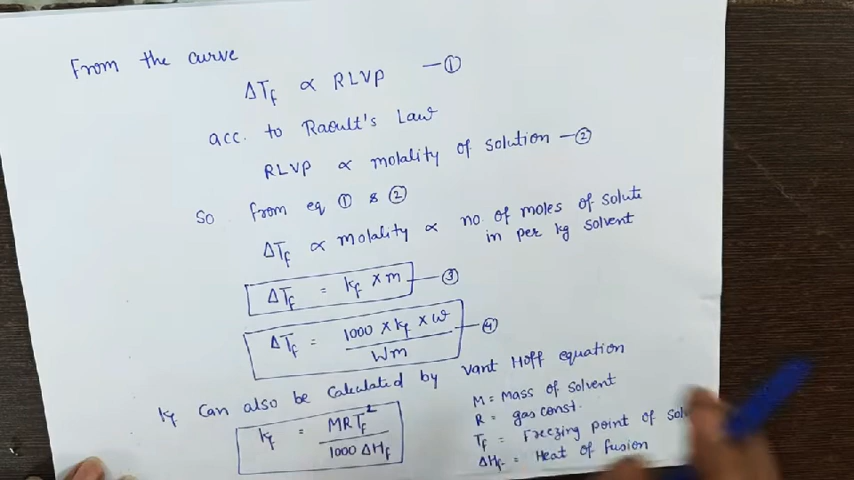 From the curve
ΔTf ∝ RLVP —①
acc. to Raoult's Law
RLVP ∝ molality of solution —②
So from eq ① & ②
ΔTf ∝ molality ∝ no. of moles of solute
in per kg solvent
ΔTf = kf × m —③
ΔTf = 1000 × kf × w / Wm —④
kf can also be calculated by vant Hoff equation
kf = MRTf² / 1000 ΔHf
M = Mass of solvent
R = gas const.
Tf = Freezing point of
ΔHf = Heat of fusion